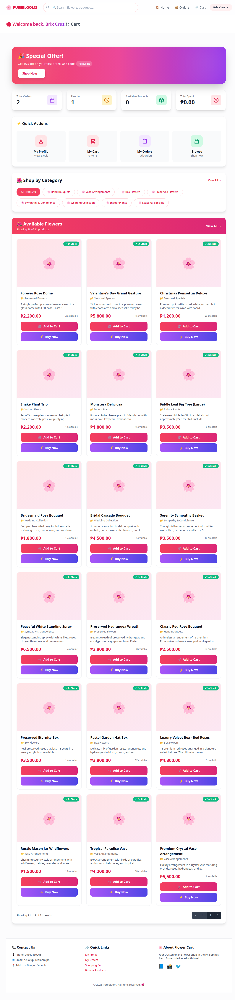 🌸 PUREBLOOMS
🔍 Search flowers, bouquets...
🏠 Home
📦 Orders
🛒 Cart
Brix Cruz
🌺 Welcome back, Brix Cruz!
🛒 Cart
🎉 Special Offer!
Get 15% off on your first order! Use code: FIRST15
Shop Now →
Total Orders
2
Pending
1
Available Products
0
Total Spent
₱0.00
⚡ Quick Actions
My Profile
View & edit
My Cart
0 items
My Orders
Track orders
Browse
Shop now
🌺 Shop by Category
View All →
All Products
🌸 Hand Bouquets
🌸 Vase Arrangements
🌸 Box Flowers
🌸 Preserved Flowers
🌸 Sympathy & Condolence
🌸 Wedding Collection
🌸 Indoor Plants
🌸 Seasonal Specials
🌺 Available Flowers
Showing 18 of 21 products
View All →
✓ In Stock
Forever Rose Dome
📂 Preserved Flowers
A single perfect preserved rose encased in a
glass dome with LED base. Lasts 3+...
₱2,200.00
20 available
🛒 Add to Cart
⚡ Buy Now
✓ In Stock
Valentine's Day Grand Gesture
📂 Seasonal Specials
24 long-stem red roses in a premium vase
with chocolates and a keepsake teddy be...
₱5,800.00
15 available
🛒 Add to Cart
⚡ Buy Now
✓ In Stock
Christmas Poinsettia Deluxe
📂 Seasonal Specials
Premium poinsettia in red, white, or marble in
a decorative foil wrap with coord...
₱1,200.00
30 available
🛒 Add to Cart
⚡ Buy Now
✓ In Stock
Snake Plant Trio
📂 Indoor Plants
Set of 3 snake plants in varying heights in
modern concrete pots. Air-purifying...
₱2,200.00
12 available
🛒 Add to Cart
⚡ Buy Now
✓ In Stock
Monstera Deliciosa
📂 Indoor Plants
Popular Swiss cheese plant in 10-inch pot with
moss pole. Easy care, dramatic fo...
₱1,800.00
15 available
🛒 Add to Cart
⚡ Buy Now
✓ In Stock
Fiddle Leaf Fig Tree (Large)
📂 Indoor Plants
Statement fiddle leaf fig in a 14-inch pot,
approximately 5-6 feet tall. Include...
₱3,500.00
8 available
🛒 Add to Cart
⚡ Buy Now
✓ In Stock
Bridesmaid Posy Bouquet
📂 Wedding Collection
Compact hand-tied posy for bridesmaids
featuring roses, ranunculus, and waxflowe...
₱1,800.00
16 available
🛒 Add to Cart
⚡ Buy Now
✓ In Stock
Bridal Cascade Bouquet
📂 Wedding Collection
Stunning cascading bridal bouquet with
orchids, garden roses, stephanotis, and t...
₱4,500.00
5 available
🛒 Add to Cart
⚡ Buy Now
✓ In Stock
Serenity Sympathy Basket
📂 Sympathy & Condolence
Thoughtful basket arrangement with white
roses, lilies, carnations, and ferns. S...
₱3,500.00
10 available
🛒 Add to Cart
⚡ Buy Now
✓ In Stock
Peaceful White Standing Spray
📂 Sympathy & Condolence
Elegant standing spray with white lilies, roses,
chrysanthemums, and greenery on...
₱6,500.00
5 available
🛒 Add to Cart
⚡ Buy Now
✓ In Stock
Preserved Hydrangea Wreath
📂 Preserved Flowers
Elegant wreath of preserved hydrangeas and
eucalyptus on a grapevine base. Perfe...
₱2,800.00
8 available
🛒 Add to Cart
⚡ Buy Now
✓ In Stock
Classic Red Rose Bouquet
📂 Hand Bouquets
A timeless arrangement of 12 premium
Ecuadorian red roses, wrapped in elegant kr...
₱2,500.00
24 available
🛒 Add to Cart
⚡ Buy Now
✓ In Stock
Preserved Eternity Box
📂 Box Flowers
Real preserved roses that last 1-3 years in a
luxury acrylic box. Available in r...
₱3,500.00
15 available
🛒 Add to Cart
⚡ Buy Now
✓ In Stock
Pastel Garden Hat Box
📂 Box Flowers
Delicate mix of garden roses, ranunculus, and
hydrangeas in blush, cream, and sa...
₱3,800.00
12 available
🛒 Add to Cart
⚡ Buy Now
✓ In Stock
Luxury Velvet Box - Red Roses
📂 Box Flowers
18 premium red roses arranged in a signature
velvet hat box. The ultimate romant...
₱4,800.00
9 available
🛒 Add to Cart
⚡ Buy Now
✓ In Stock
Rustic Mason Jar Wildflowers
📂 Vase Arrangements
Charming country-style arrangement with
wildflowers, daisies, lavender, and whea...
₱1,500.00
10 available
🛒 Add to Cart
⚡ Buy Now
✓ In Stock
Tropical Paradise Vase
📂 Vase Arrangements
Exotic arrangement with birds of paradise,
anthuriums, heliconias, and tropical...
₱4,200.00
10 available
🛒 Add to Cart
⚡ Buy Now
✓ In Stock
Premium Crystal Vase
Arrangement
📂 Vase Arrangements
Luxury arrangement in a crystal vase featuring
orchids, roses, hydrangeas, and p...
₱5,500.00
8 available
🛒 Add to Cart
⚡ Buy Now
Showing 1 to 18 of 21 results
‹ 1 2 ›
📞 Contact Us
📱 Phone: 09667469265
📧 Email: hello@purebloom.ph
📍 Address: Bangar Cadapli
🔗 Quick Links
My Profile
My Orders
Shopping Cart
Browse Products
🌸 About Flower Cart
Your trusted online flower shop in the Philippines.
Fresh flowers delivered with love!
© 2026 Purebloom. All rights reserved. 🌺